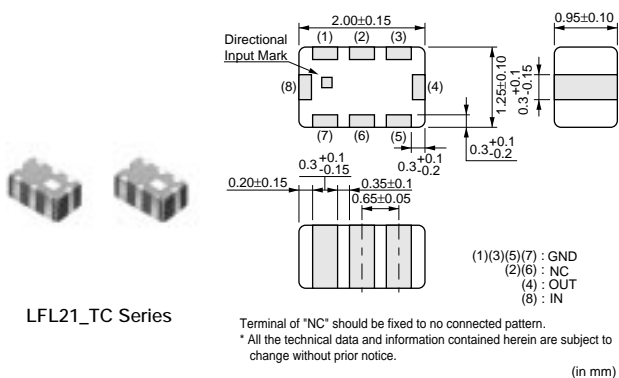 2.00±0.15
0.95±0.10
(1) (2) (3)
Directional
Input Mark
(8)
(4)
(7) (6) (5)
1.25±0.10
0.3 +0.1 -0.15
0.3 +0.1 -0.2
0.3 +0.1 -0.2
0.3 +0.1 -0.15
0.20±0.15
0.35±0.1
0.65±0.05
(1)(3)(5)(7) : GND
(2)(6) : NC
(4) : OUT
(8) : IN
LFL21_TC Series
Terminal of "NC" should be fixed to no connected pattern.
* All the technical data and information contained herein are subject to
change without prior notice.
(in mm)